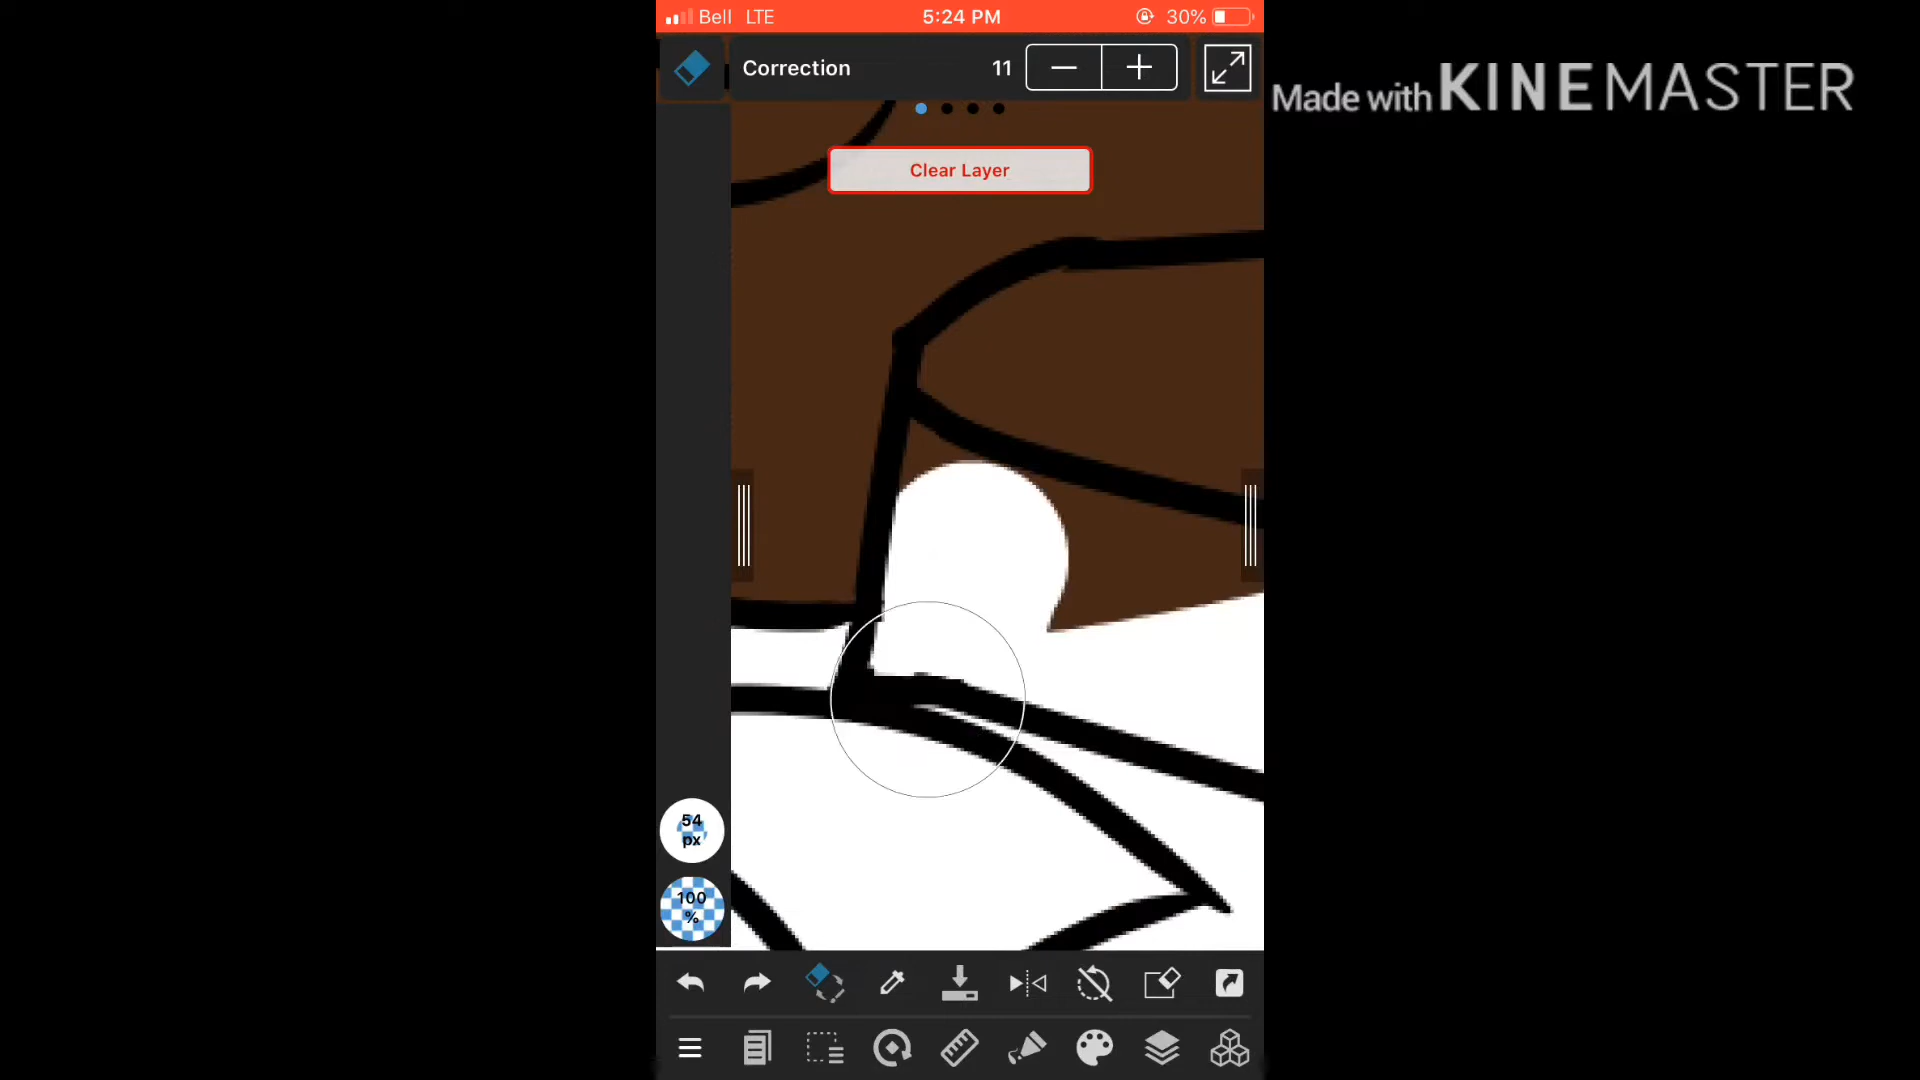 Bell LTE 5:24 PM 30%
Correction 11
Made with KINEMASTER
Clear Layer
54
px
100
%